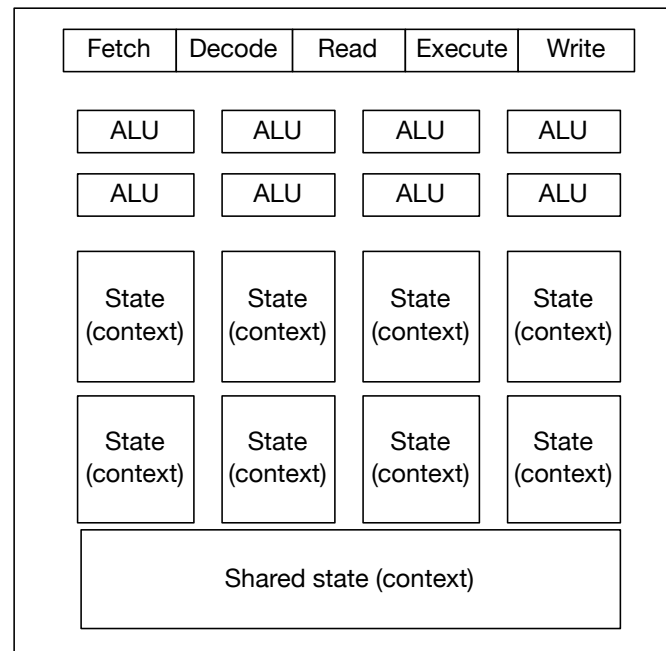 Fetch Decode Read Execute Write
ALU ALU ALU ALU
ALU ALU ALU ALU
State State State State
(context) (context) (context) (context)
State State State State
(context) (context) (context) (context)
Shared state (context)